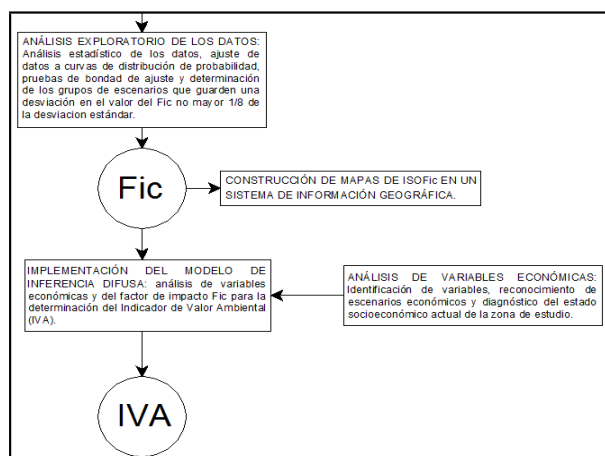 ANÁLISIS EXPLORATORIO DE LOS DATOS:
Análisis estadístico de los datos, ajuste de
datos a curvas de distribución de probabilidad,
pruebas de bondad de ajuste y determinación
de los grupos de escenarios que guarden una
desviación en el valor del Fic no mayor 1/8 de
la desviacion estándar.
Fic
CONSTRUCCIÓN DE MAPAS DE ISOFic EN UN
SISTEMA DE INFORMACIÓN GEOGRÁFICA.
IMPLEMENTACIÓN DEL MODELO DE
INFERENCIA DIFUSA: análisis de variables
económicas y del factor de impacto Fic para la
determinación del Indicador de Valor Ambiental
(IVA).
ANÁLISIS DE VARIABLES ECONÓMICAS:
Identificación de variables, reconocimiento de
escenarios económicos y diagnóstico del estado
socioeconómico actual de la zona de estudio.
IVA